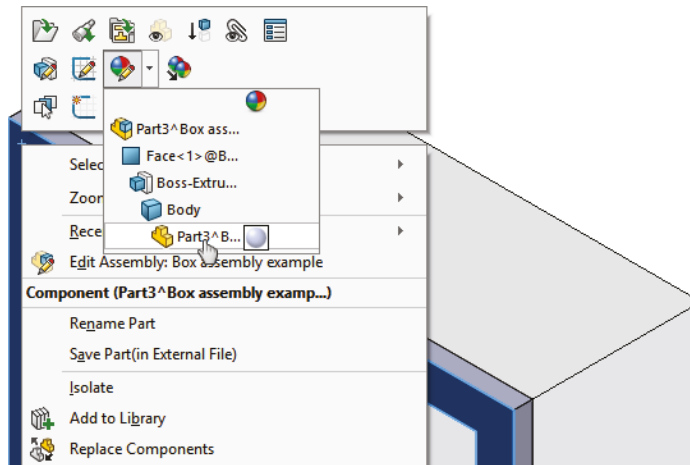 Part3^Box ass...
Face<1>@B...
Boss-Extru...
Body
Part3^B...
Selec
Zoor
Rece
Edit Assembly: Box assembly example
Component (Part3^Box assembly examp...)
Rename Part
Save Part(in External File)
Isolate
Add to Library
Replace Components